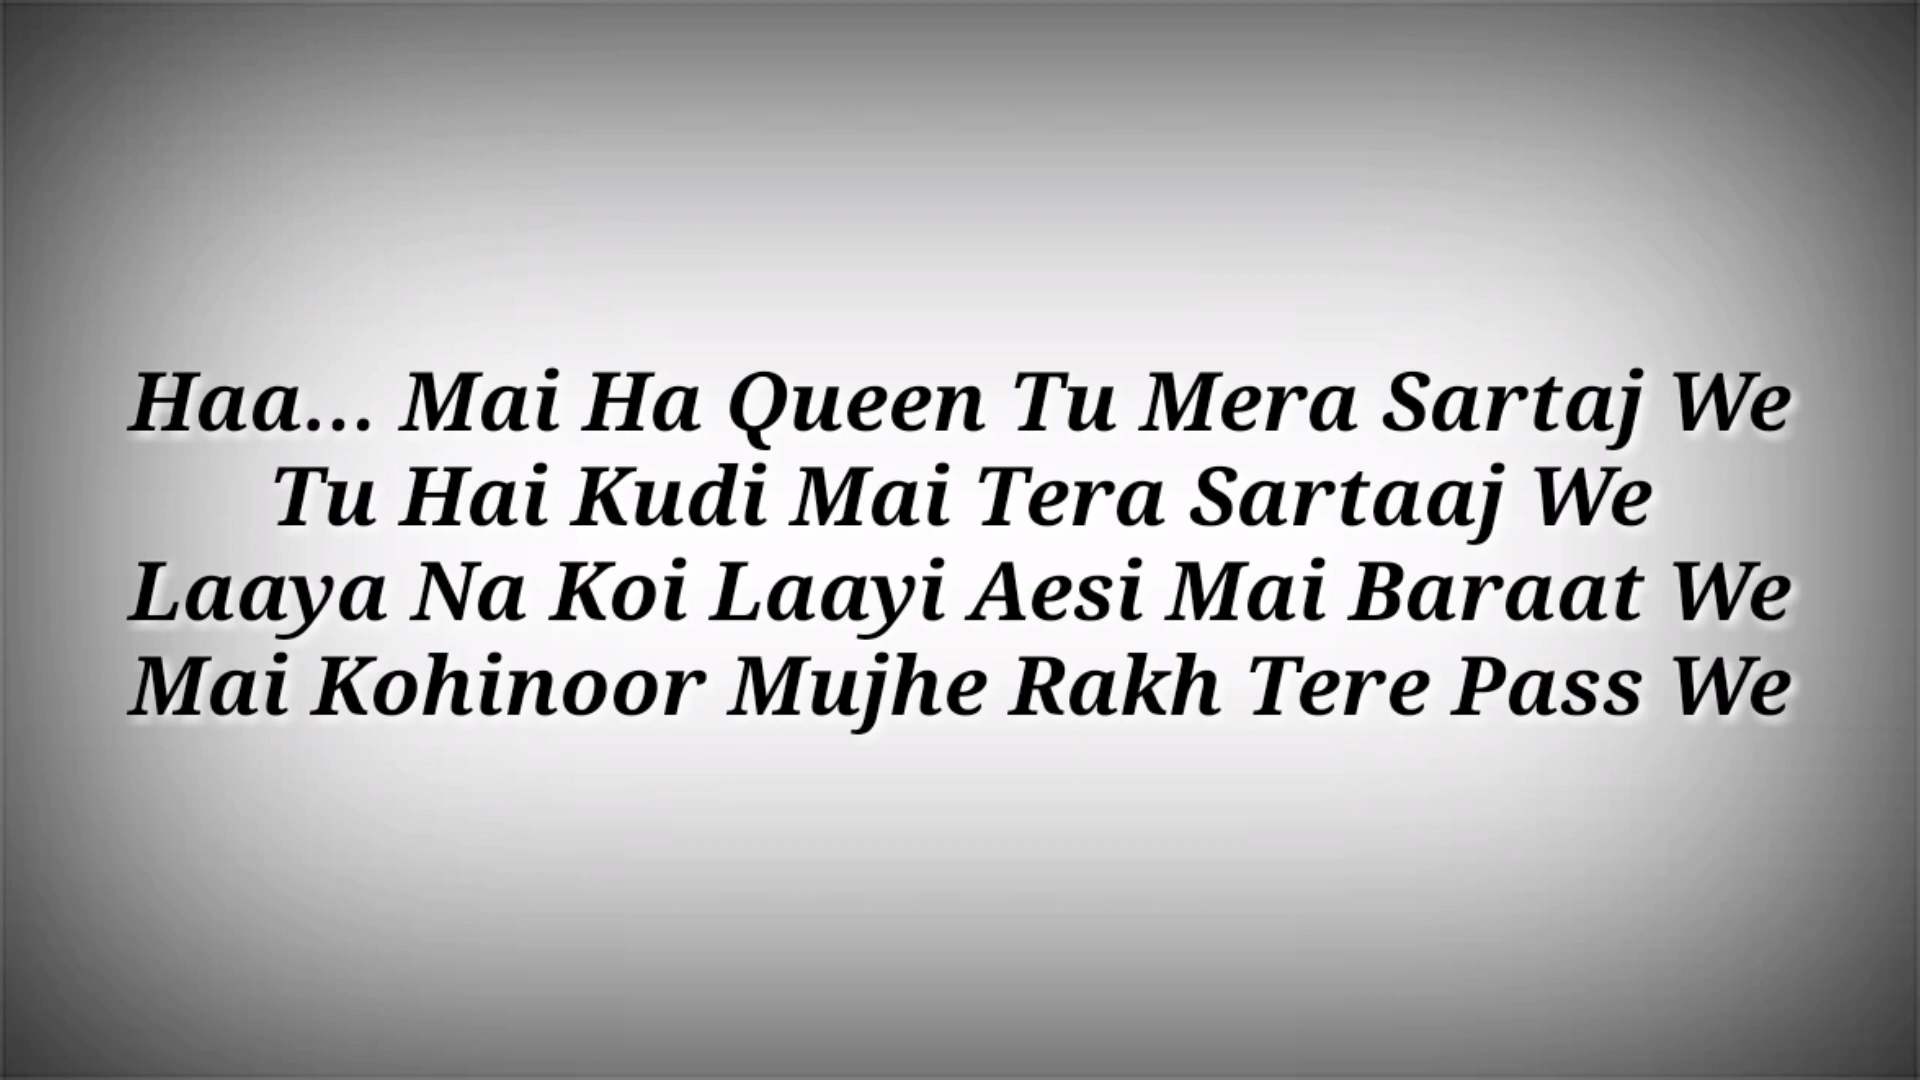 Haa... Mai Ha Queen Tu Mera Sartaj We
Tu Hai Kudi Mai Tera Sartaaj We
Laaya Na Koi Laayi Aesi Mai Baraat We
Mai Kohinoor Mujhe Rakh Tere Pass We